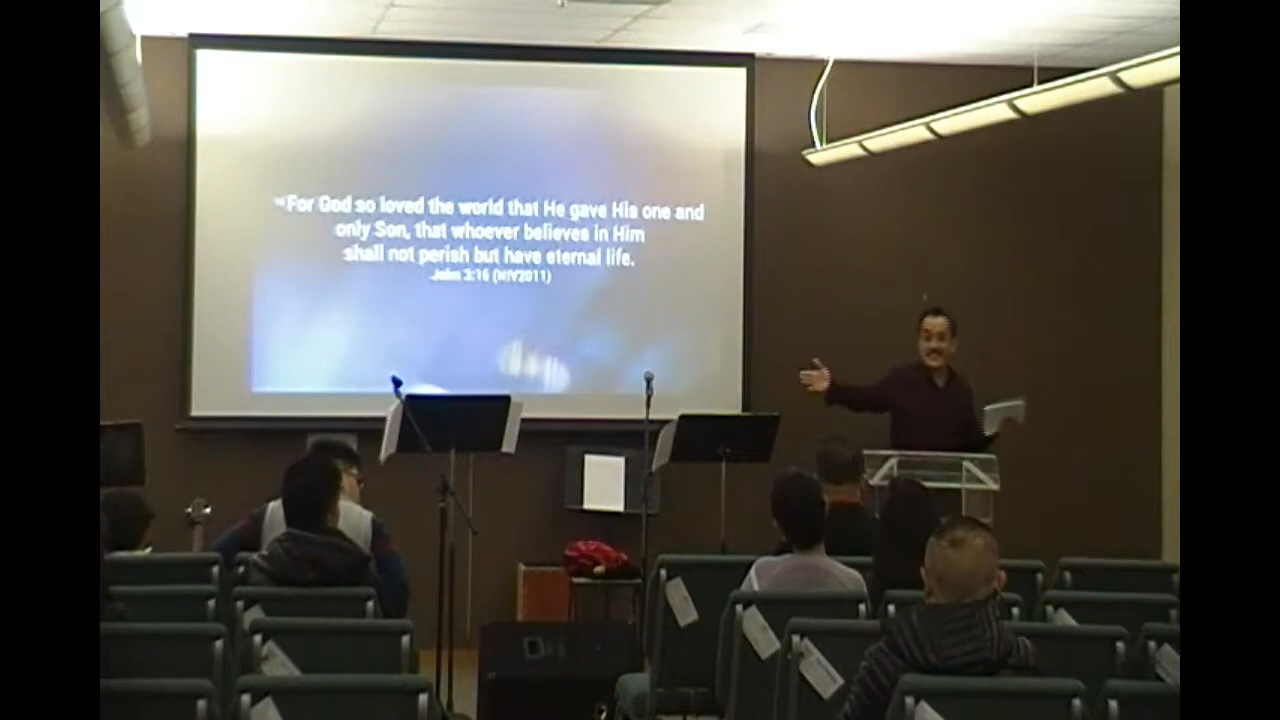 "For God so loved the world that He gave His one and
only Son, that whoever believes in Him
shall not perish but have eternal life.
John 3:16 (NIV2011)